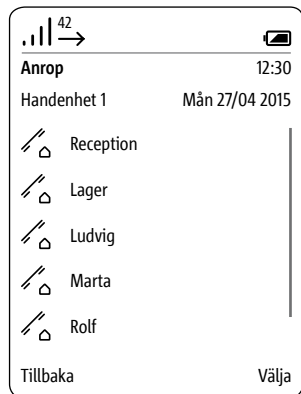 42
Anrop 12:30
Handenhet 1 Mån 27/04 2015
Reception
Lager
Ludvig
Marta
Rolf
Tillbaka Välja